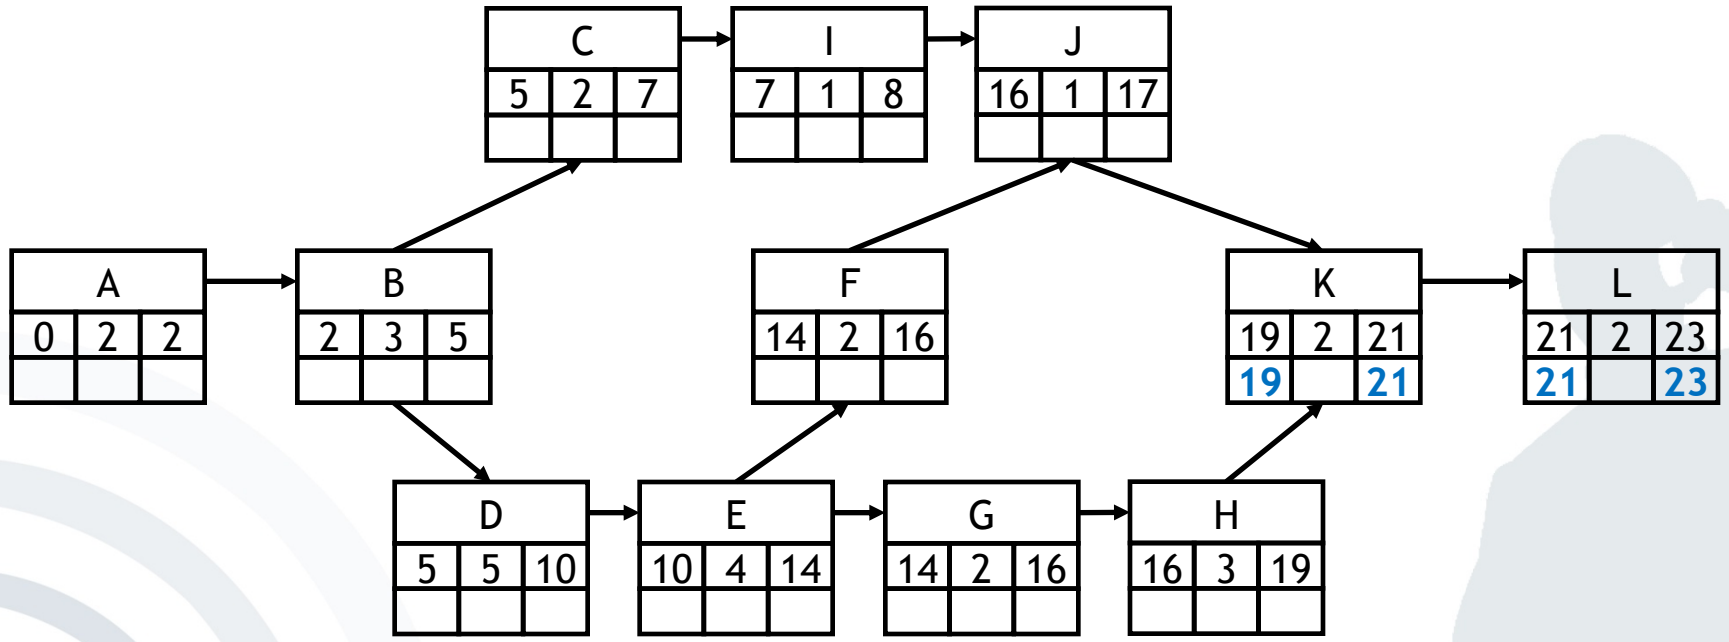 C
5 2 7
I
7 1 8
J
16 1 17
A
0 2 2
B
2 3 5
F
14 2 16
K
19 2 21
19 21
L
21 2 23
21 23
D
5 5 10
E
10 4 14
G
14 2 16
H
16 3 19